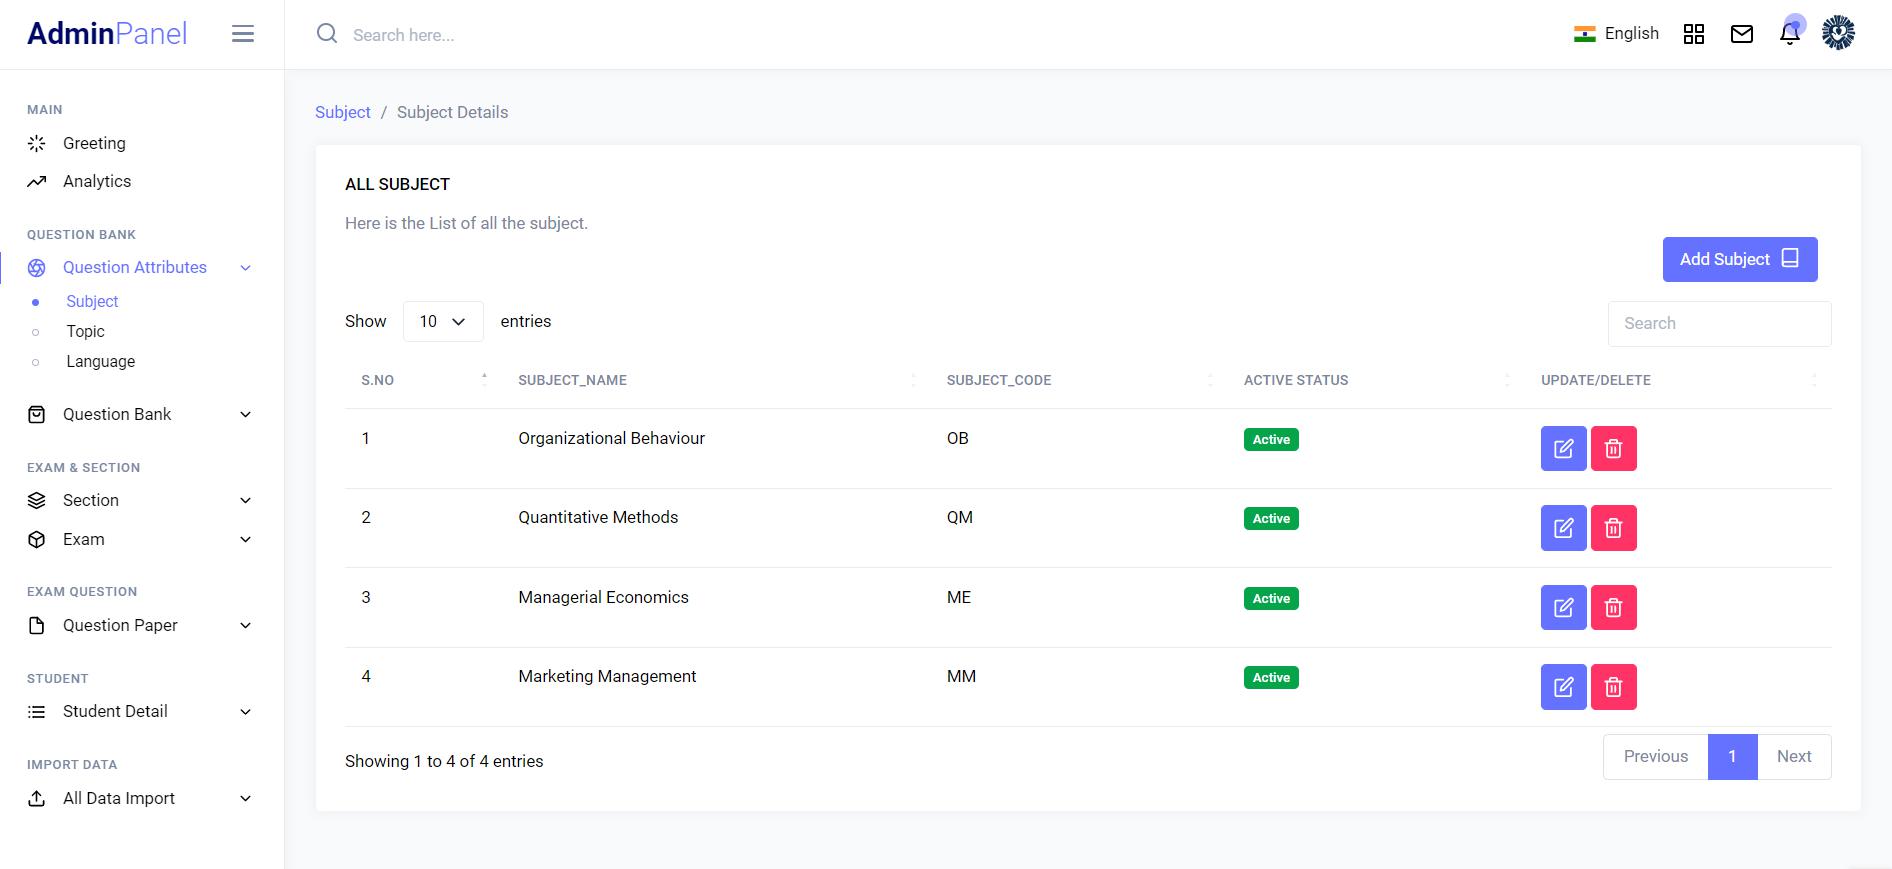 AdminPanel
Search here...
English
MAIN
Greeting
Analytics
QUESTION BANK
Question Attributes
Subject
Topic
Language
Question Bank
EXAM & SECTION
Section
Exam
EXAM QUESTION
Question Paper
STUDENT
Student Detail
IMPORT DATA
All Data Import
Subject / Subject Details
ALL SUBJECT
Here is the List of all the subject.
Add Subject
Show 10 entries
Search
S.NO SUBJECT_NAME SUBJECT_CODE ACTIVE STATUS UPDATE/DELETE
1 Organizational Behaviour OB Active
2 Quantitative Methods QM Active
3 Managerial Economics ME Active
4 Marketing Management MM Active
Showing 1 to 4 of 4 entries
Previous 1 Next